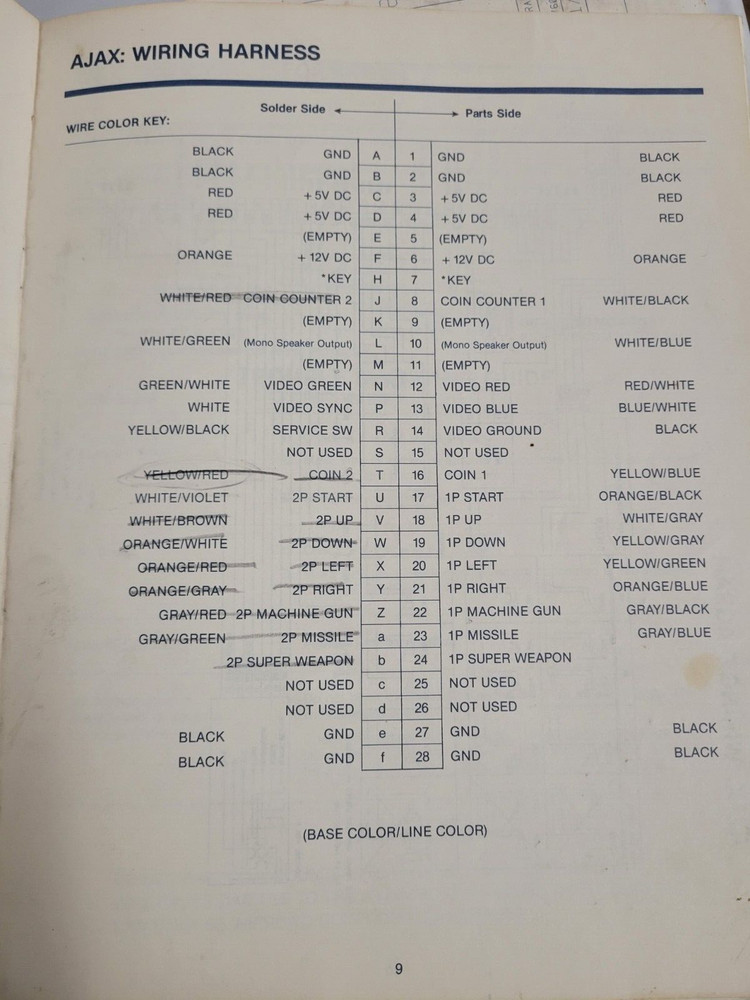 AJAX: WIRING HARNESS
WIRE COLOR KEY: Solder Side Parts Side
BLACK GND A 1 GND BLACK
BLACK GND B 2 GND BLACK
RED + 5V DC C 3 + 5V DC RED
RED + 5V DC D 4 + 5V DC RED
(EMPTY) E 5 (EMPTY)
ORANGE + 12V DC F 6 + 12V DC ORANGE
*KEY H 7 *KEY
WHITE/RED COIN COUNTER 2 J 8 COIN COUNTER 1 WHITE/BLACK
(EMPTY) K 9 (EMPTY)
WHITE/GREEN (Mono Speaker Output) L 10 (Mono Speaker Output) WHITE/BLUE
(EMPTY) M 11 (EMPTY)
GREEN/WHITE VIDEO GREEN N 12 VIDEO RED RED/WHITE
WHITE VIDEO SYNC P 13 VIDEO BLUE BLUE/WHITE
YELLOW/BLACK SERVICE SW R 14 VIDEO GROUND BLACK
NOT USED S 15 NOT USED
YELLOW/RED COIN 2 T 16 COIN 1 YELLOW/BLUE
WHITE/VIOLET 2P START U 17 1P START ORANGE/BLACK
WHITE/BROWN 2P UP V 18 1P UP WHITE/GRAY
ORANGE/WHITE 2P DOWN W 19 1P DOWN YELLOW/GRAY
ORANGE/RED 2P LEFT X 20 1P LEFT YELLOW/GREEN
ORANGE/GRAY 2P RIGHT Y 21 1P RIGHT ORANGE/BLUE
GRAY/RED 2P MACHINE GUN Z 22 1P MACHINE GUN GRAY/BLACK
GRAY/GREEN 2P MISSILE a 23 1P MISSILE GRAY/BLUE
2P SUPER WEAPON b 24 1P SUPER WEAPON
NOT USED c 25 NOT USED
NOT USED d 26 NOT USED
BLACK GND e 27 GND BLACK
BLACK GND f 28 GND BLACK
(BASE COLOR/LINE COLOR)
9